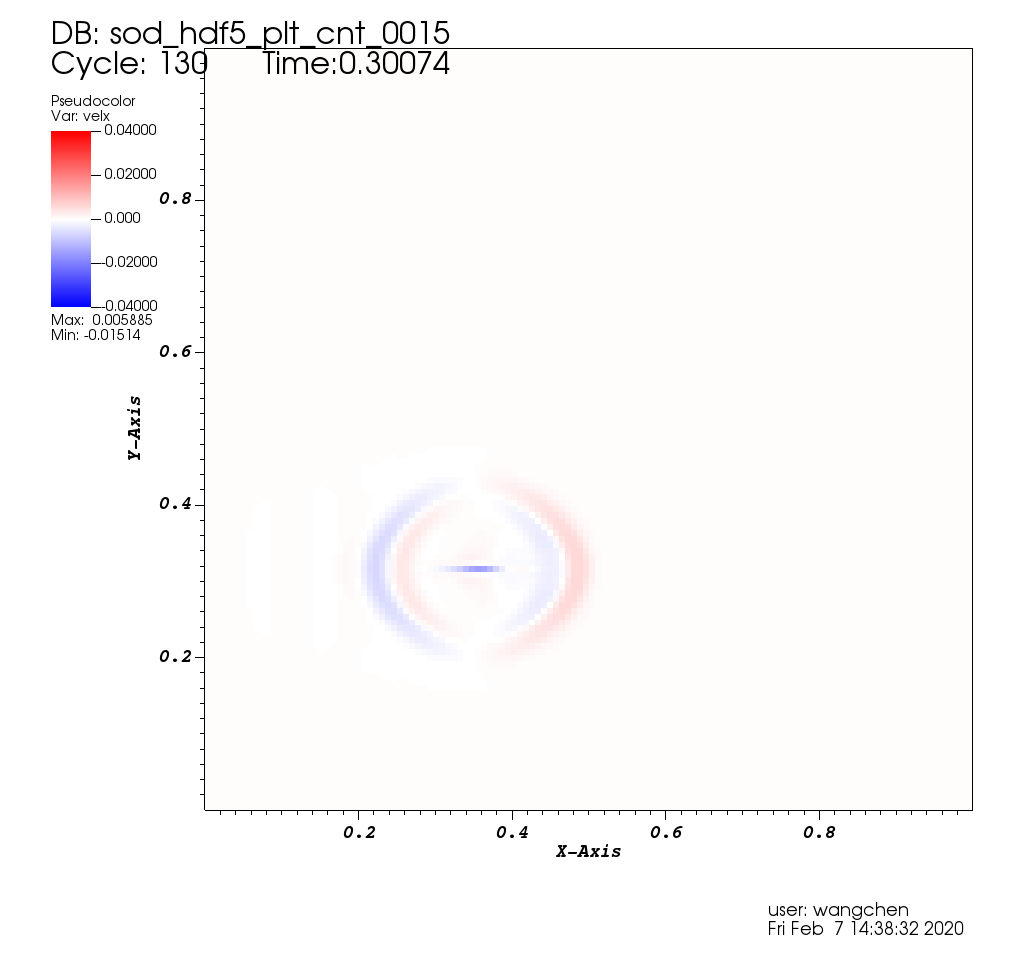 DB: sod_hdf5_plt_cnt_0015
Cycle: 130 Time:0.30074
Pseudocolor
Var: velx
0.04000
0.02000
0.000
-0.02000
-0.04000
Max: 0.005885
Min: -0.01514
0.8
0.6
0.4
0.2
Y-Axis
0.2 0.4 0.6 0.8
X-Axis
user: wangchen
Fri Feb 7 14:38:32 2020